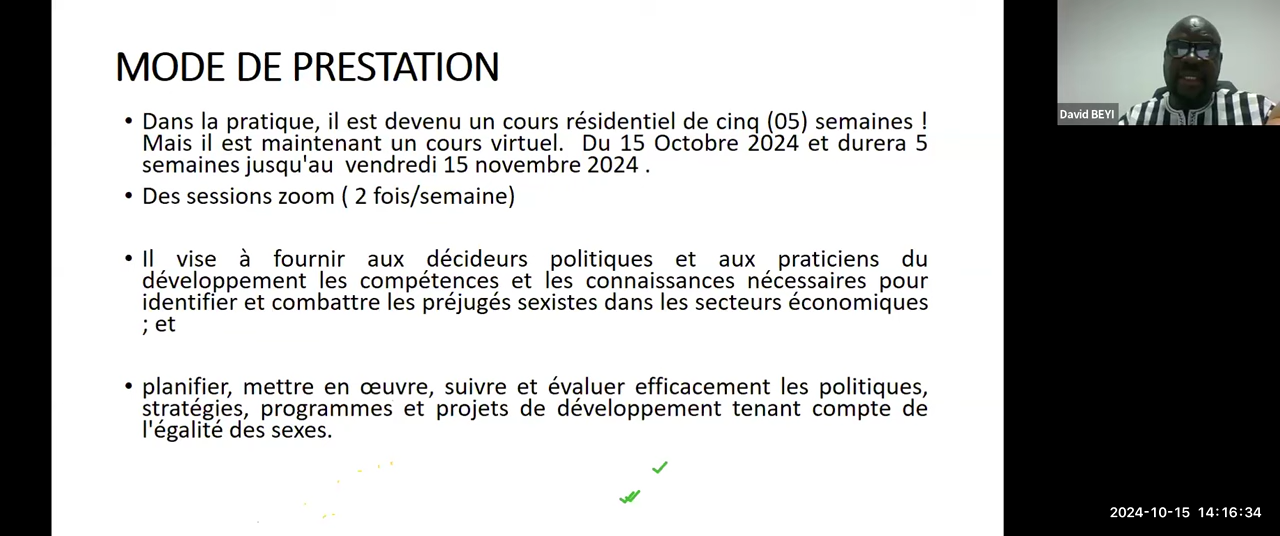 MODE DE PRESTATION
• Dans la pratique, il est devenu un cours résidentiel de cinq (05) semaines !
Mais il est maintenant un cours virtuel.  Du 15 Octobre 2024 et durera 5
semaines jusqu'au  vendredi 15 novembre 2024 .
• Des sessions zoom ( 2 fois/semaine)
• Il vise à fournir aux décideurs politiques et aux praticiens du
développement les compétences et les connaissances nécessaires pour
identifier et combattre les préjugés sexistes dans les secteurs économiques
; et
• planifier, mettre en œuvre, suivre et évaluer efficacement les politiques,
stratégies, programmes et projets de développement tenant compte de
l'égalité des sexes.
David BEYI
2024-10-15 14:16:34